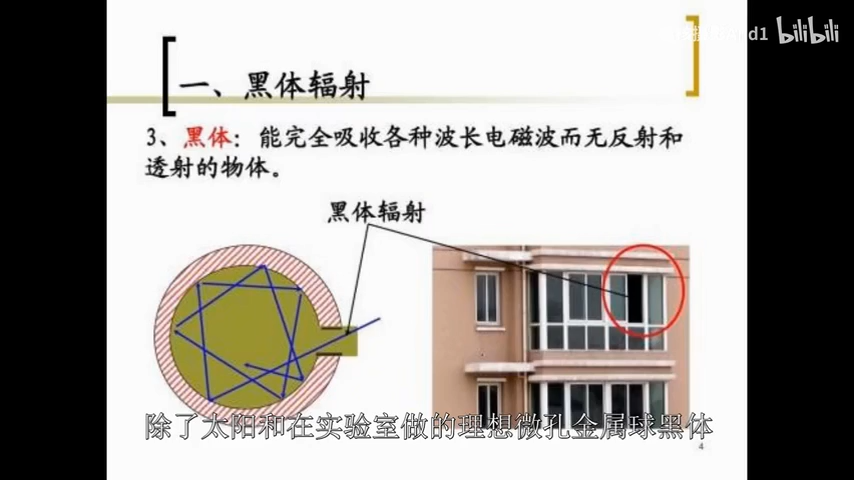 bilibili
一、黑体辐射
3、黑体：能完全吸收各种波长电磁波而无反射和
透射的物体。
黑体辐射
除了太阳和在实验室做的理想微孔金属球黑体
4